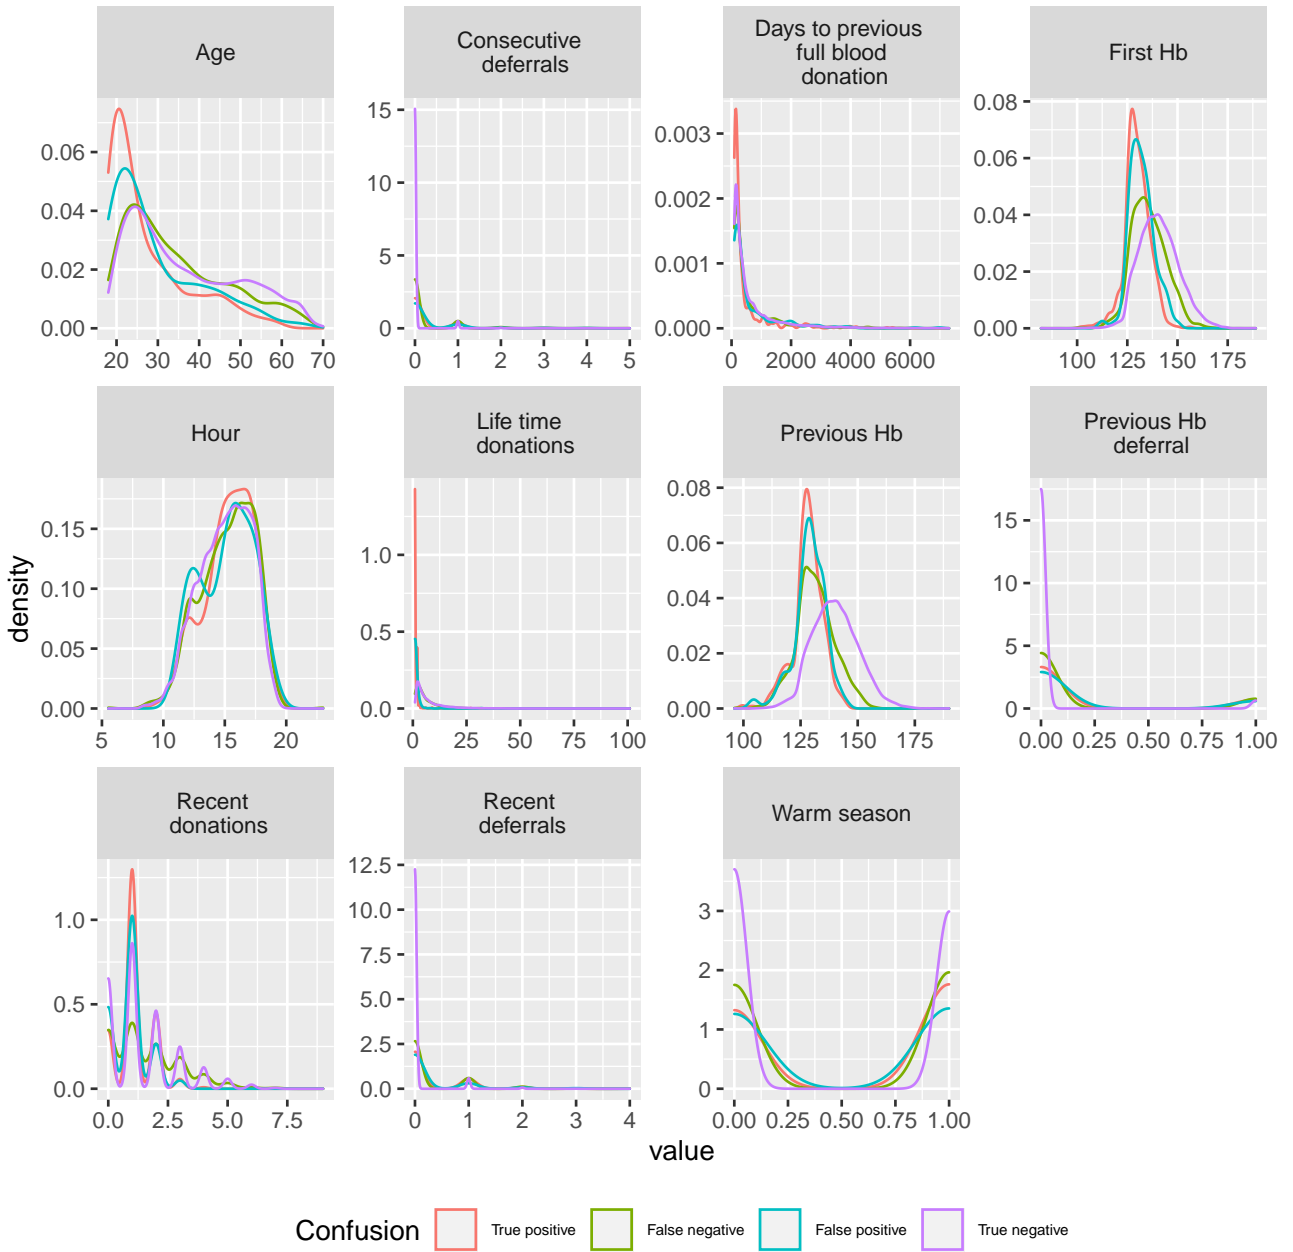 Age
Consecutive
deferrals
Days to previous
full blood
donation
First Hb
0.00
0.02
0.04
0.06
20 30 40 50 60 70
0
5
10
15
0 1 2 3 4 5
0.000
0.001
0.002
0.003
0 2000 4000 6000
0.00
0.02
0.04
0.06
0.08
100 125 150 175
Hour
Life time
donations
Previous Hb
Previous Hb
deferral
0.00
0.05
0.10
0.15
5 10 15 20
0.0
0.5
1.0
0 25 50 75 100
0.00
0.02
0.04
0.06
0.08
100 125 150 175
0
5
10
15
0.00 0.25 0.50 0.75 1.00
Recent
donations
Recent
deferrals
Warm season
0.0
0.5
1.0
0.0 2.5 5.0 7.5
0.0
2.5
5.0
7.5
10.0
12.5
0 1 2 3 4
0
1
2
3
0.00 0.25 0.50 0.75 1.00
density
value
Confusion True positive False negative False positive True negative